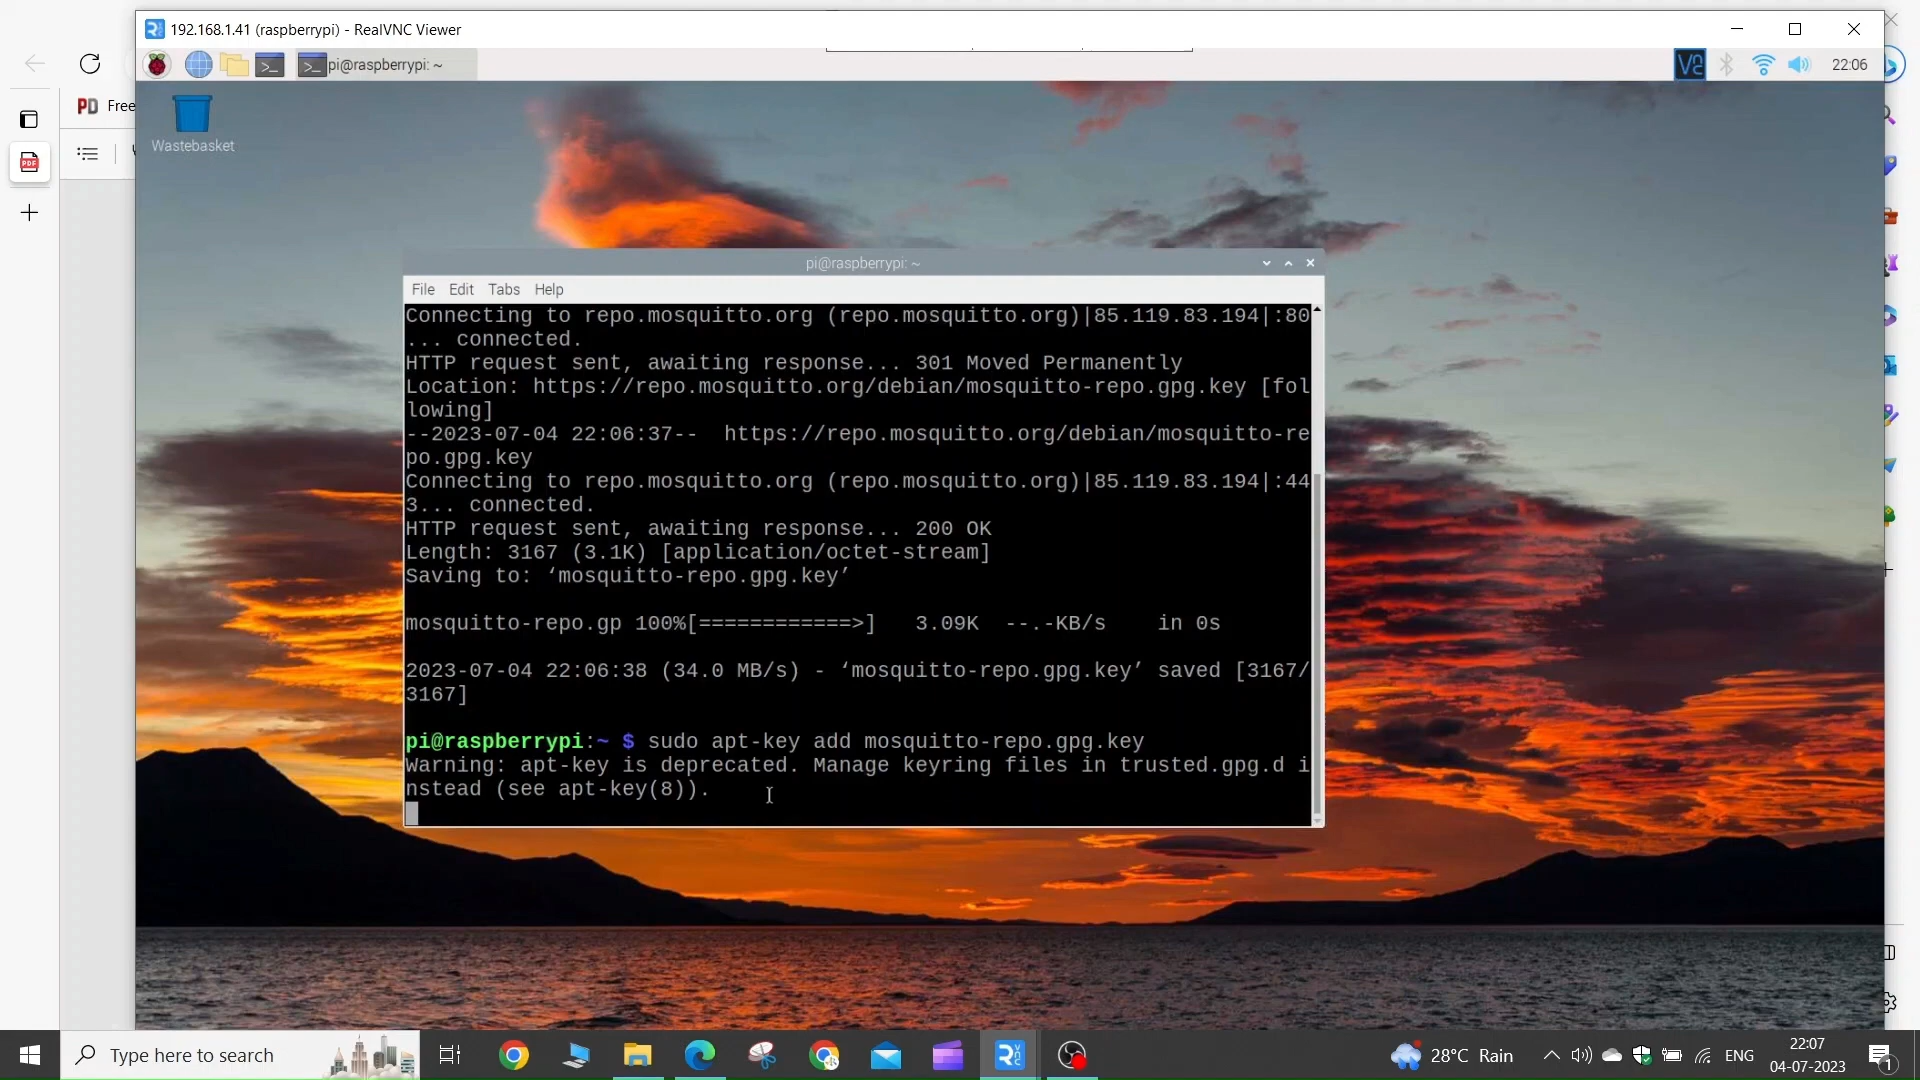 192.168.1.41 (raspberrypi) - RealVNC Viewer
pi@raspberrypi: ~
22:06
PD Free
Wastebasket
PDF
pi@raspberrypi: ~
File Edit Tabs Help
Connecting to repo.mosquitto.org (repo.mosquitto.org)|85.119.83.194|:80
... connected.
HTTP request sent, awaiting response... 301 Moved Permanently
Location: https://repo.mosquitto.org/debian/mosquitto-repo.gpg.key [fol
lowing]
--2023-07-04 22:06:37--  https://repo.mosquitto.org/debian/mosquitto-re
po.gpg.key
Connecting to repo.mosquitto.org (repo.mosquitto.org)|85.119.83.194|:44
3... connected.
HTTP request sent, awaiting response... 200 OK
Length: 3167 (3.1K) [application/octet-stream]
Saving to: ‘mosquitto-repo.gpg.key’
mosquitto-repo.gp 100%[============>]   3.09K  --.-KB/s    in 0s
2023-07-04 22:06:38 (34.0 MB/s) - ‘mosquitto-repo.gpg.key’ saved [3167/
3167]
pi@raspberrypi:~ $ sudo apt-key add mosquitto-repo.gpg.key
Warning: apt-key is deprecated. Manage keyring files in trusted.gpg.d i
nstead (see apt-key(8)).
Type here to search
28°C Rain
ENG
22:07
04-07-2023
1